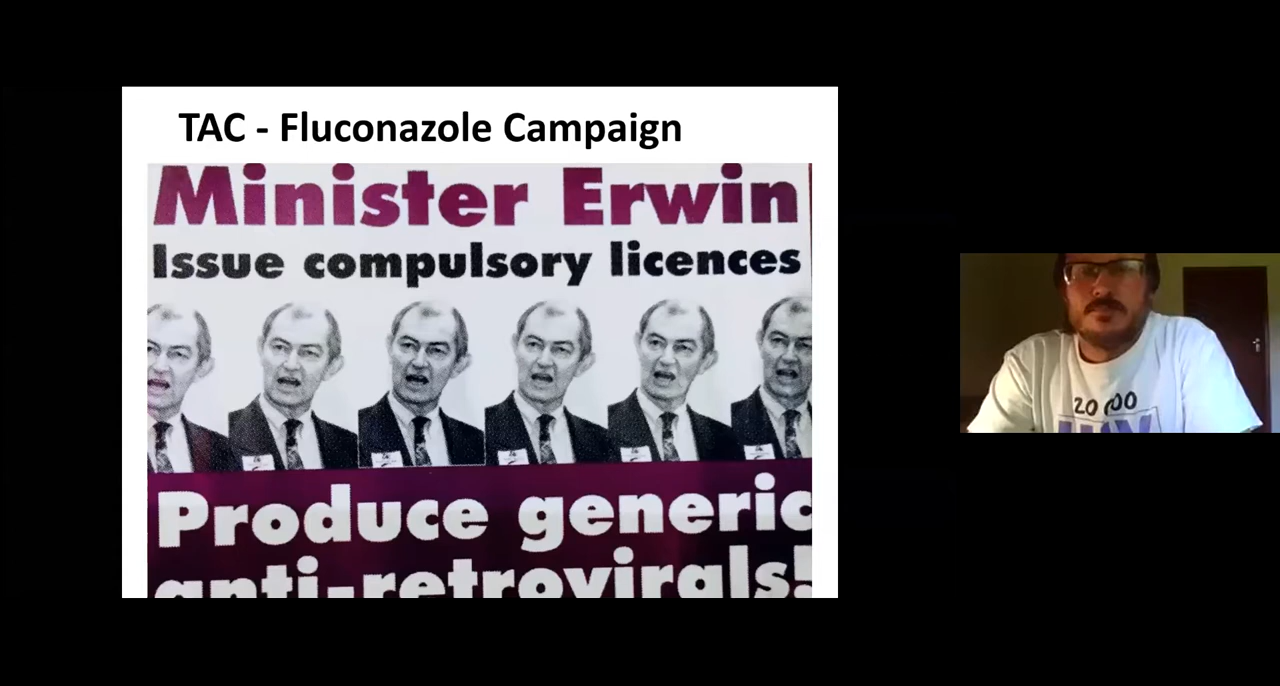 TAC - Fluconazole Campaign
Minister Erwin
Issue compulsory licences
Produce generic
anti-retrovirals!